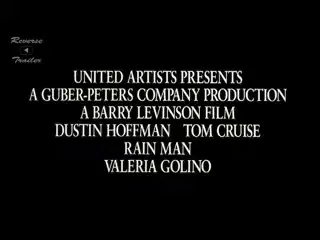 Reverse
Trailer
UNITED ARTISTS PRESENTS
A GUBER-PETERS COMPANY PRODUCTION
A BARRY LEVINSON FILM
DUSTIN HOFFMAN TOM CRUISE
RAIN MAN
VALERIA GOLINO